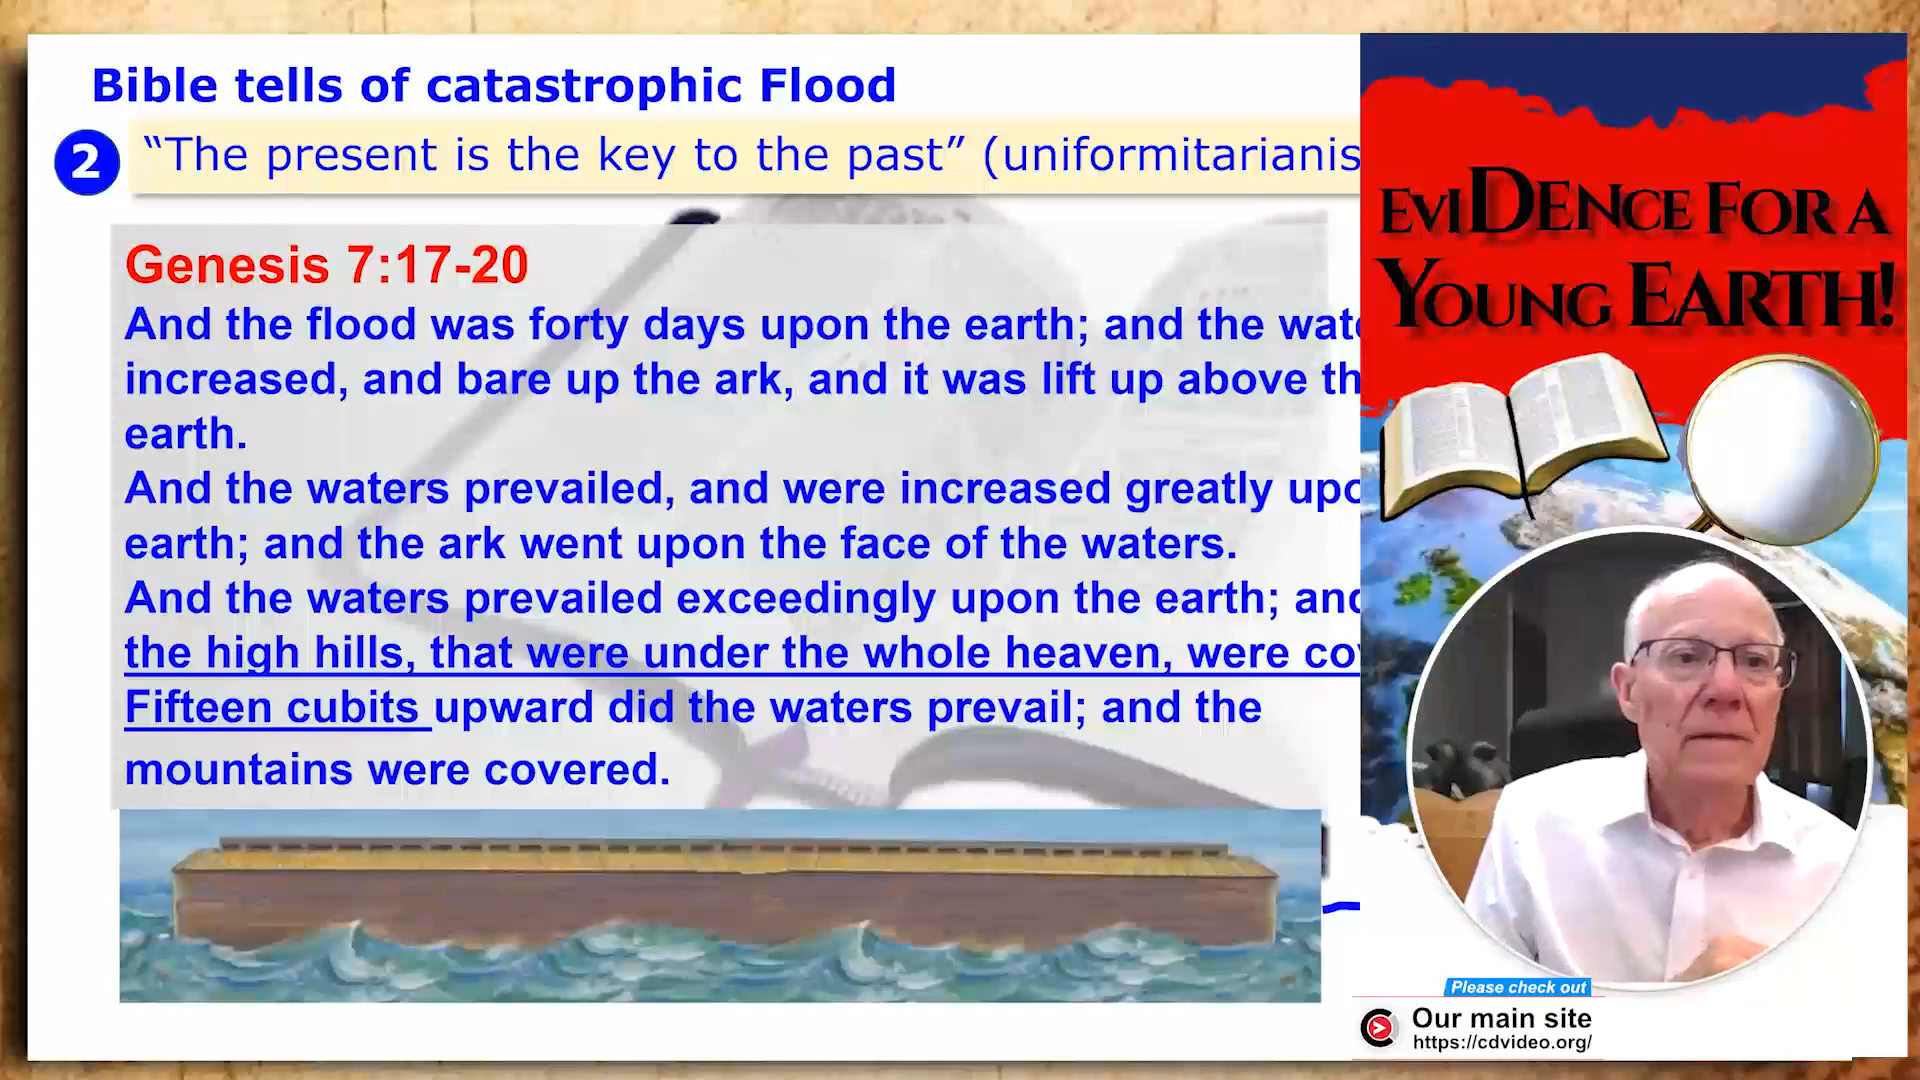 Bible tells of catastrophic Flood
2 “The present is the key to the past” (uniformitarianis
Genesis 7:17-20
And the flood was forty days upon the earth; and the wat
increased, and bare up the ark, and it was lift up above th
earth.
And the waters prevailed, and were increased greatly upo
earth; and the ark went upon the face of the waters.
And the waters prevailed exceedingly upon the earth; and
the high hills, that were under the whole heaven, were co
Fifteen cubits upward did the waters prevail; and the
mountains were covered.
EVIDENCE FOR A
YOUNG EARTH!
Please check out
Our main site
https://cdvideo.org/